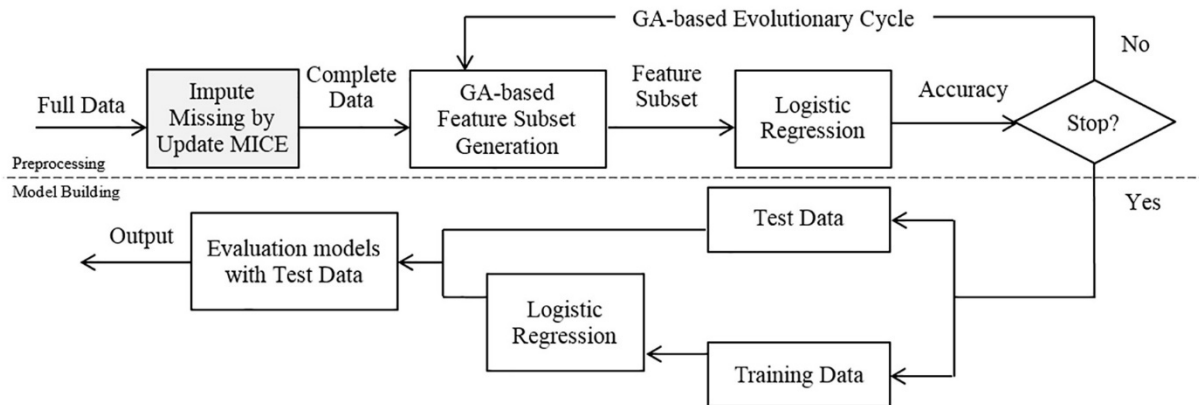 GA-based Evolutionary Cycle
No
Full Data
Impute
Missing by
Update MICE
Complete
Data
GA-based
Feature Subset
Generation
Feature
Subset
Logistic
Regression
Accuracy
Stop?
Preprocessing
Model Building
Yes
Test Data
Output
Evaluation models
with Test Data
Logistic
Regression
Training Data